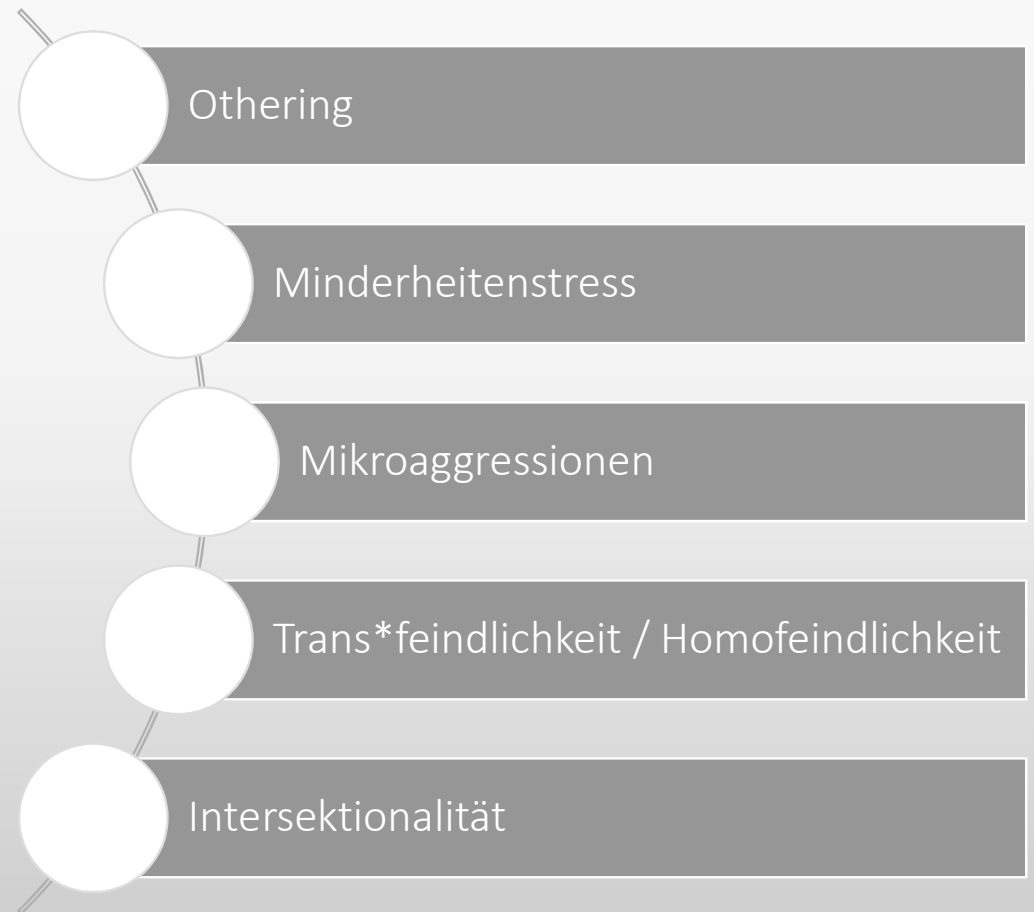 Othering
Minderheitenstress
Mikroaggressionen
Trans*feindlichkeit / Homofeindlichkeit
Intersektionalität